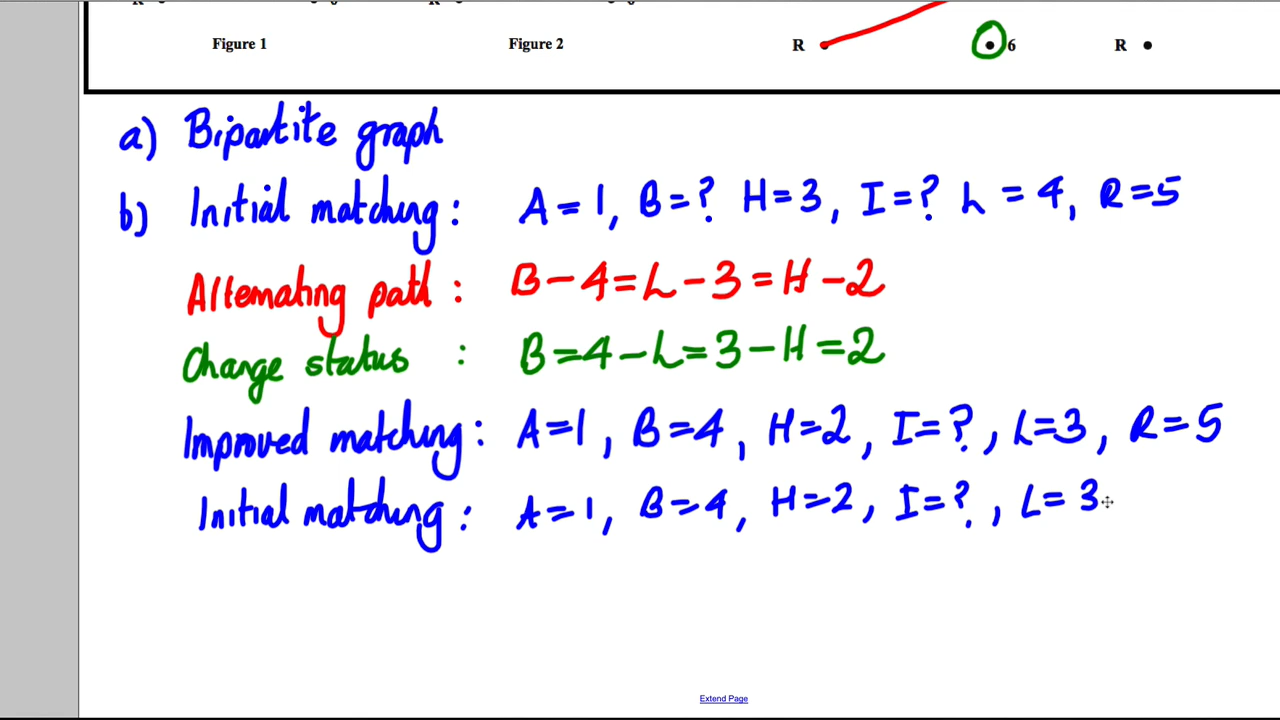 Figure 1 Figure 2 R 6 R
a) Bipartite graph
b) Initial matching : A = 1, B = ? H = 3, I = ? L = 4, R = 5
Alternating path : B - 4 = L - 3 = H - 2
Change status : B = 4 - L = 3 - H = 2
Improved matching : A = 1, B = 4, H = 2, I = ?, L = 3, R = 5
Initial matching : A = 1, B = 4, H = 2, I = ?, L = 3
Extend Page